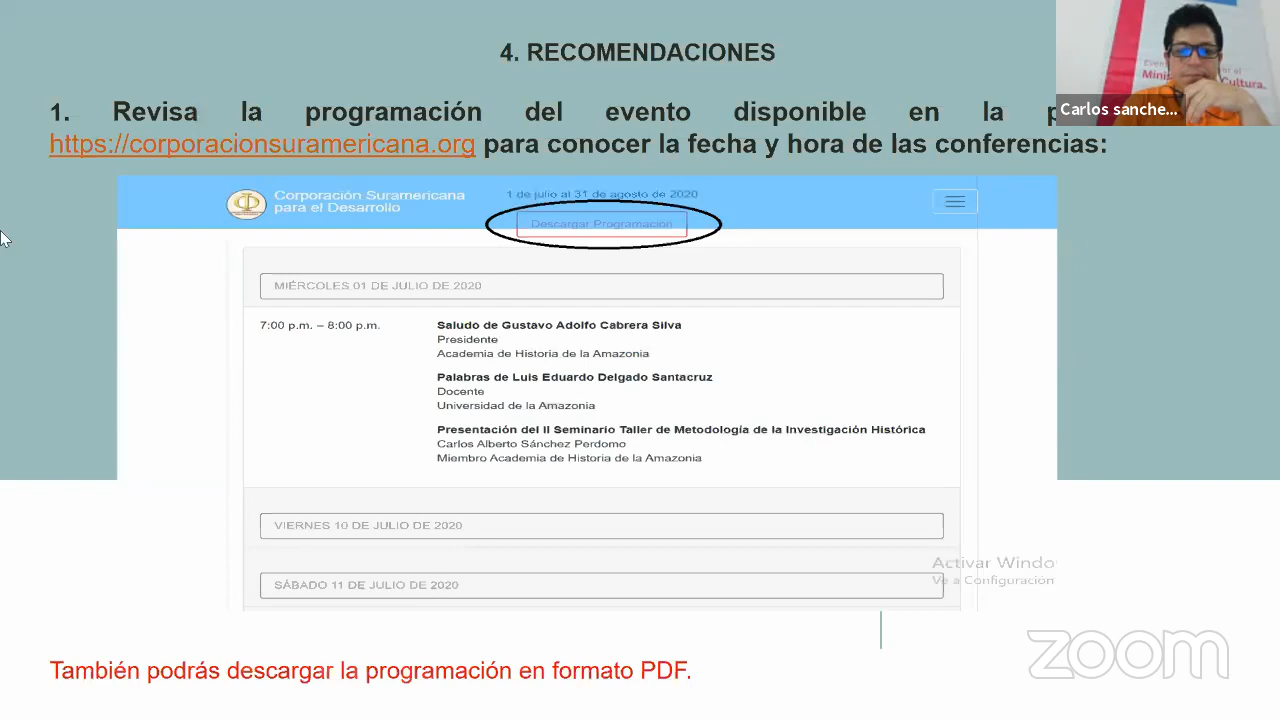 4. RECOMENDACIONES
1. Revisa la programación del evento disponible en la
https://corporacionsuramericana.org para conocer la fecha y hora de las conferencias:
Carlos sanche...
Corporación Suramericana
para el Desarrollo
1 de julio al 31 de agosto de 2020
Descargar Programación
MIÉRCOLES 01 DE JULIO DE 2020
7:00 p.m. – 8:00 p.m.
Saludo de Gustavo Adolfo Cabrera Silva
Presidente
Academia de Historia de la Amazonia
Palabras de Luis Eduardo Delgado Santacruz
Docente
Universidad de la Amazonia
Presentación del II Seminario Taller de Metodología de la Investigación Histórica
Carlos Alberto Sánchez Perdomo
Miembro Academia de Historia de la Amazonia
VIERNES 10 DE JULIO DE 2020
SÁBADO 11 DE JULIO DE 2020
Activar Windo
Ve a Configuración
También podrás descargar la programación en formato PDF.
zoom